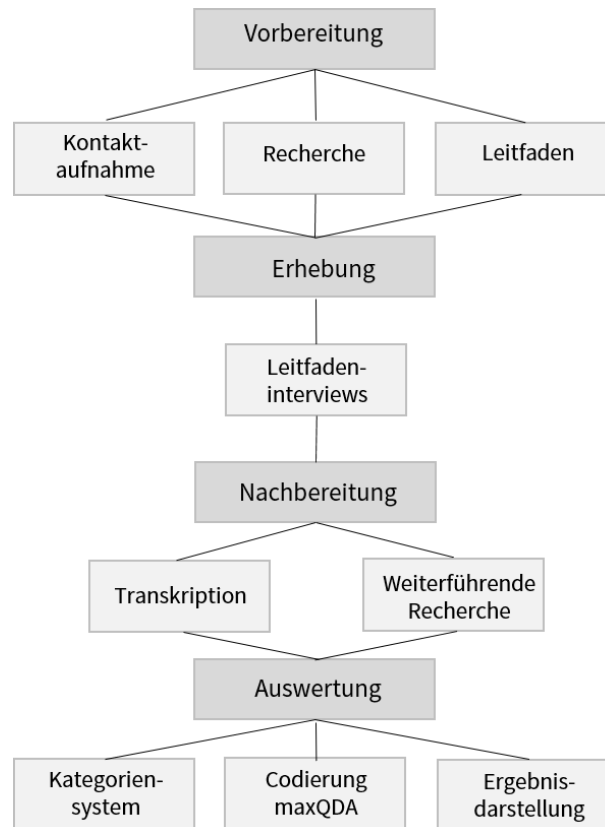 Vorbereitung
Kontakt-
aufnahme
Recherche
Leitfaden
Erhebung
Leitfaden-
interviews
Nachbereitung
Transkription
Weiterführende
Recherche
Auswertung
Kategorien-
system
Codierung
maxQDA
Ergebnis-
darstellung